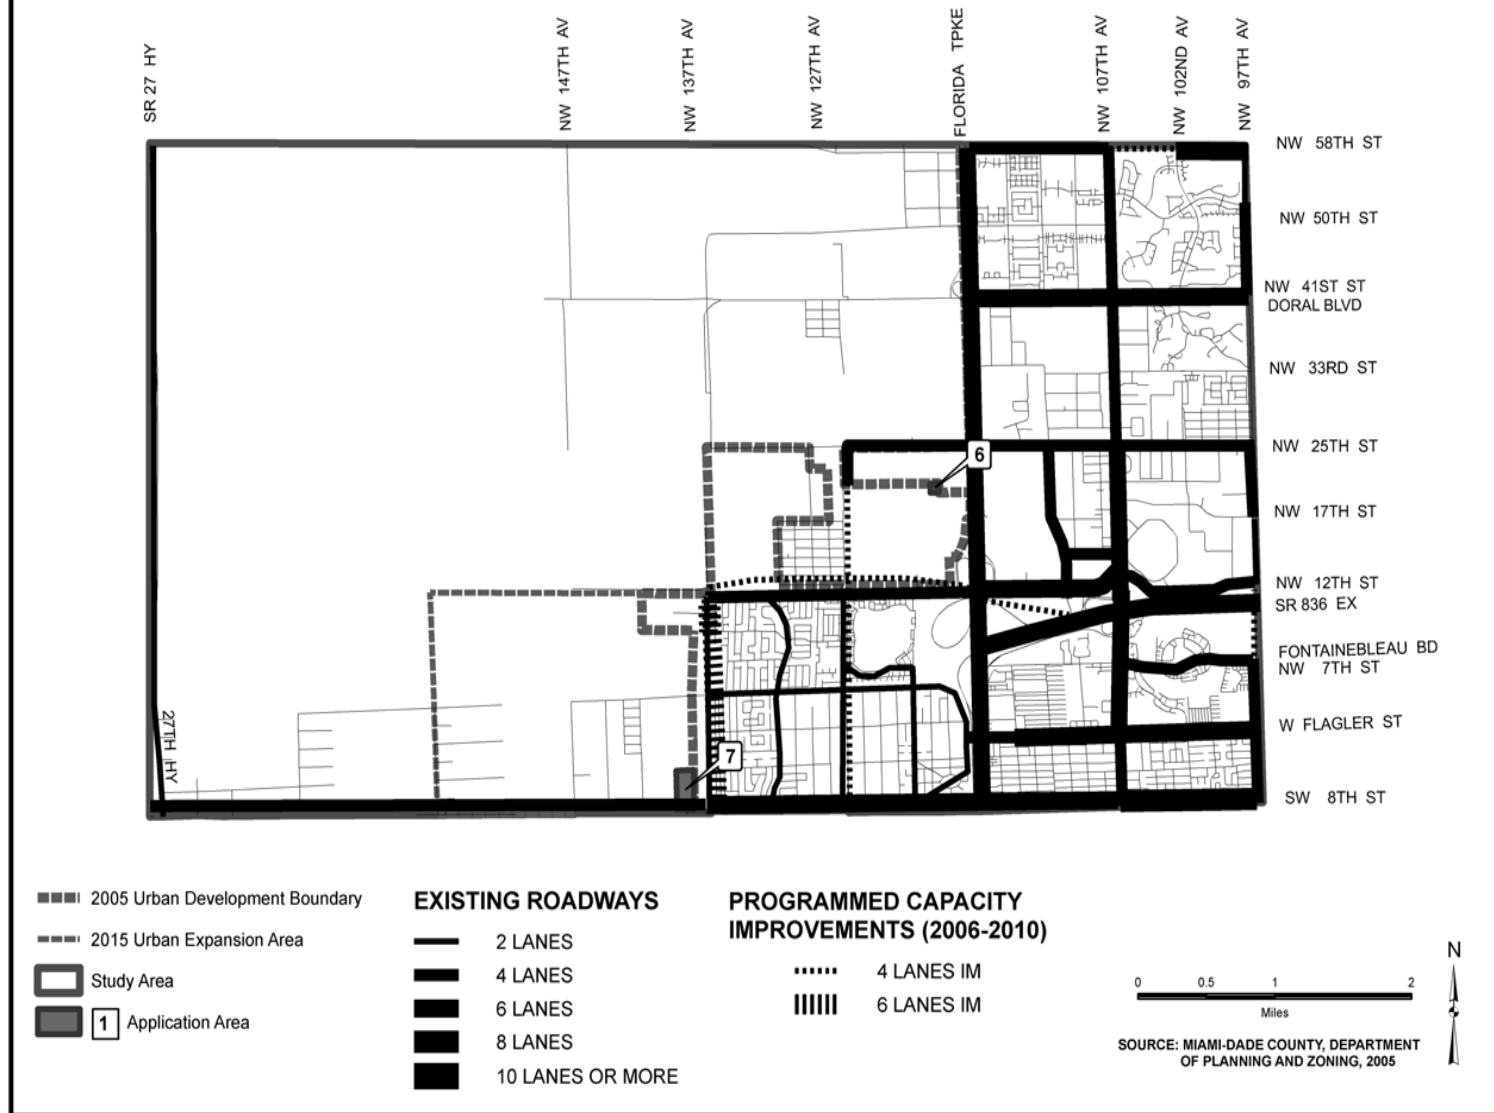 SR 27 HY
NW 147TH AV
NW 137TH AV
NW 127TH AV
FLORIDA TPKE
NW 107TH AV
NW 102ND AV
NW 97TH AV
NW 58TH ST
NW 50TH ST
NW 41ST ST
DORAL BLVD
NW 33RD ST
NW 25TH ST
6
NW 17TH ST
NW 12TH ST
SR 836 EX
FONTAINEBLEAU BD
NW 7TH ST
W FLAGLER ST
27TH HY
7
SW 8TH ST
2005 Urban Development Boundary
2015 Urban Expansion Area
Study Area
1 Application Area
EXISTING ROADWAYS
2 LANES
4 LANES
6 LANES
8 LANES
10 LANES OR MORE
PROGRAMMED CAPACITY
IMPROVEMENTS (2006-2010)
4 LANES IM
6 LANES IM
0 0.5 1 2
Miles
N
SOURCE: MIAMI-DADE COUNTY, DEPARTMENT
OF PLANNING AND ZONING, 2005